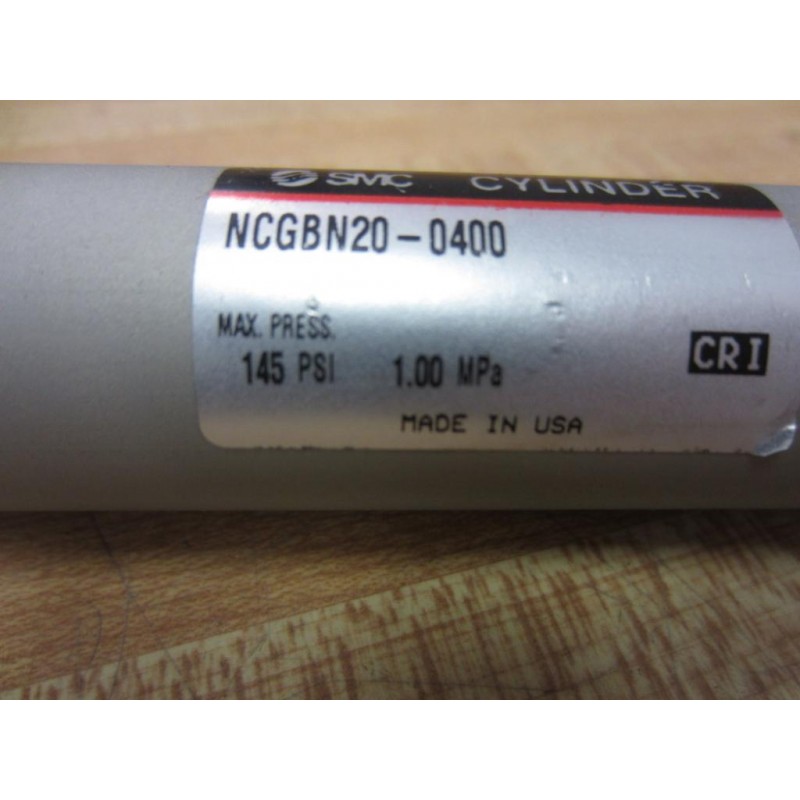 SMC CYLINDER
NCGBN20-0400
MAX. PRESS.
145 PSI 1.00 MPa
CRI
MADE IN USA